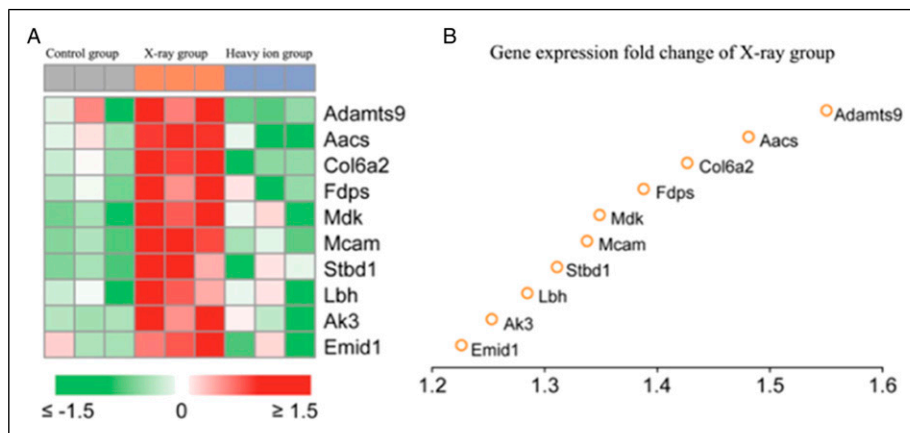 A
Control group X-ray group Heavy ion group
Adamts9
Aacs
Col6a2
Fdps
Mdk
Mcam
Stbd1
Lbh
Ak3
Emid1
≤ -1.5 0 ≥ 1.5
B
Gene expression fold change of X-ray group
Adamts9
Aacs
Col6a2
Fdps
Mdk
Mcam
Stbd1
Lbh
Ak3
Emid1
1.2 1.3 1.4 1.5 1.6